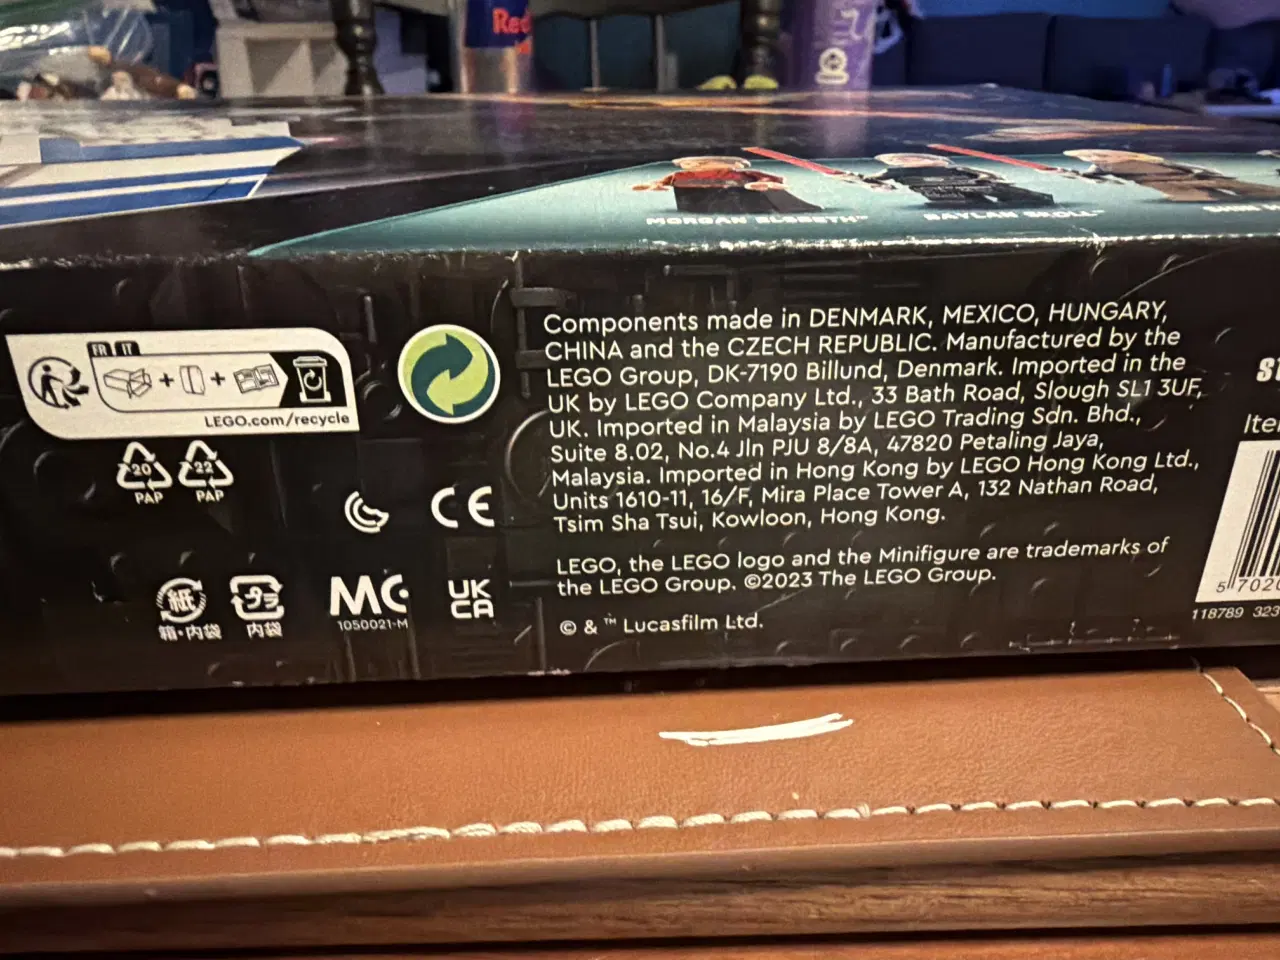 Red
MORGAN ELSBETH™
BAYLAN SKOLL™
FR IT
LEGO.com/recycle
20
PAP
22
PAP
CE
紙
箱・内袋
プラ
内袋
1050021-M
UK
CA
Components made in DENMARK, MEXICO, HUNGARY,
CHINA and the CZECH REPUBLIC. Manufactured by the
LEGO Group, DK-7190 Billund, Denmark. Imported in the
UK by LEGO Company Ltd., 33 Bath Road, Slough SL1 3UF,
UK. Imported in Malaysia by LEGO Trading Sdn. Bhd.,
Suite 8.02, No.4 Jln PJU 8/8A, 47820 Petaling Jaya,
Malaysia. Imported in Hong Kong by LEGO Hong Kong Ltd.,
Units 1610-11, 16/F, Mira Place Tower A, 132 Nathan Road,
Tsim Sha Tsui, Kowloon, Hong Kong.
LEGO, the LEGO logo and the Minifigure are trademarks of
the LEGO Group. ©2023 The LEGO Group.
© & ™ Lucasfilm Ltd.
5 7020
118789 323